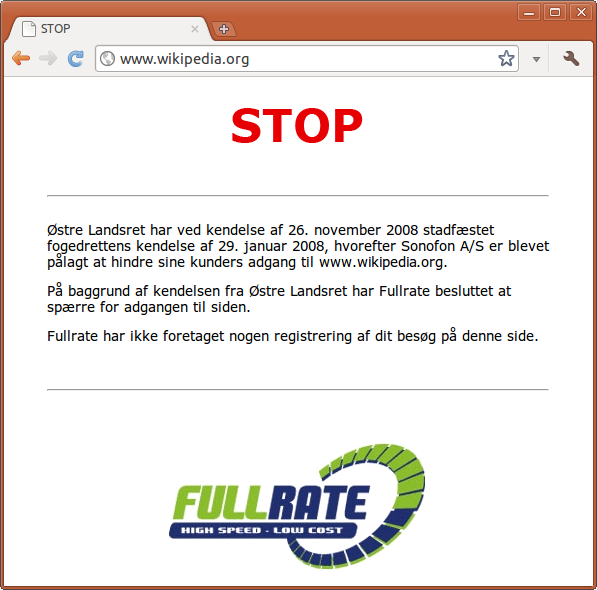 STOP
www.wikipedia.org
STOP
Østre Landsret har ved kendelse af 26. november 2008 stadfæstet
fogedrettens kendelse af 29. januar 2008, hvorefter Sonofon A/S er blevet
pålagt at hindre sine kunders adgang til www.wikipedia.org.
På baggrund af kendelsen fra Østre Landsret har Fullrate besluttet at
spærre for adgangen til siden.
Fullrate har ikke foretaget nogen registrering af dit besøg på denne side.
FULLRATE
HIGH SPEED - LOW COST